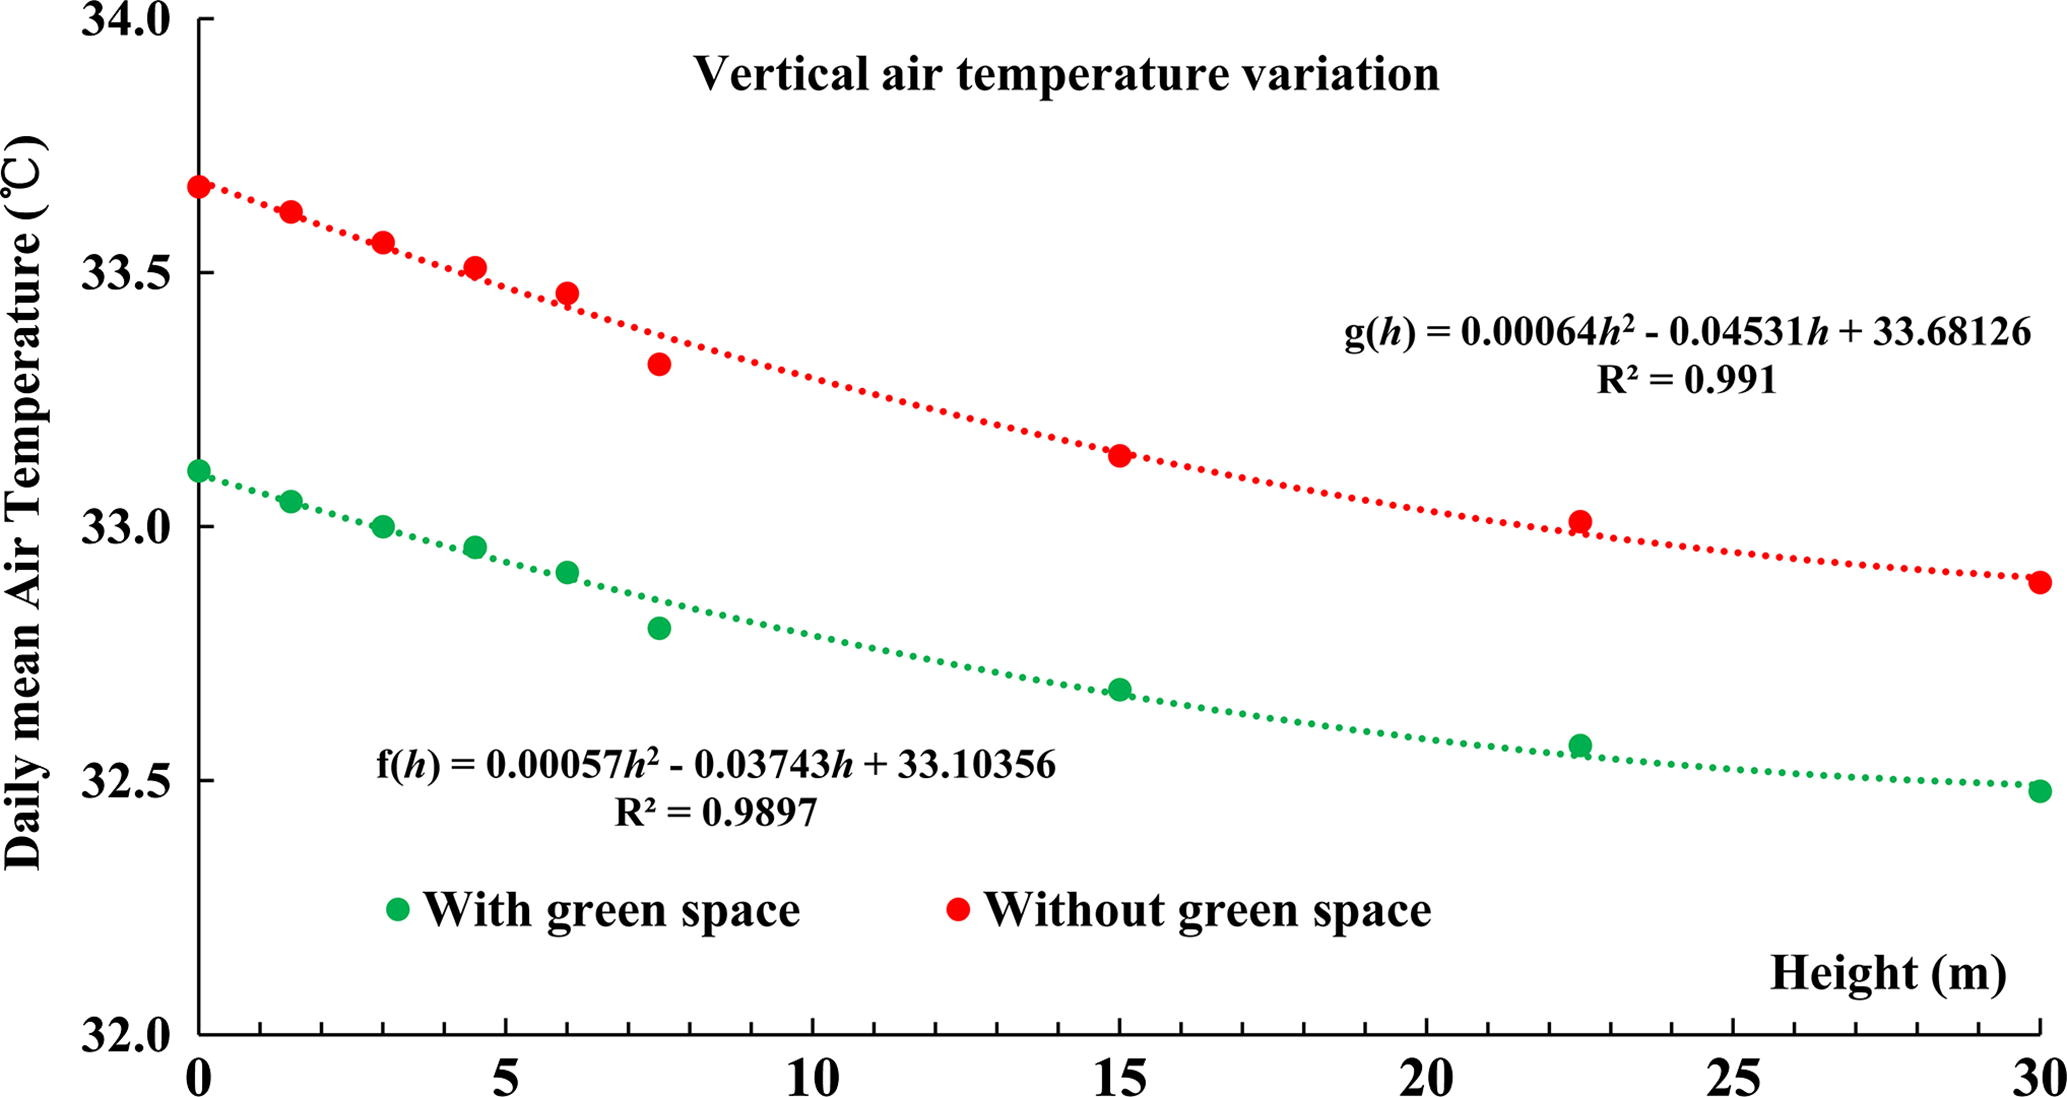 Vertical air temperature variation
Daily mean Air Temperature (℃)
34.0
33.5
33.0
32.5
32.0
g(h) = 0.00064h² - 0.04531h + 33.68126
R² = 0.991
f(h) = 0.00057h² - 0.03743h + 33.10356
R² = 0.9897
With green space
Without green space
Height (m)
0 5 10 15 20 25 30